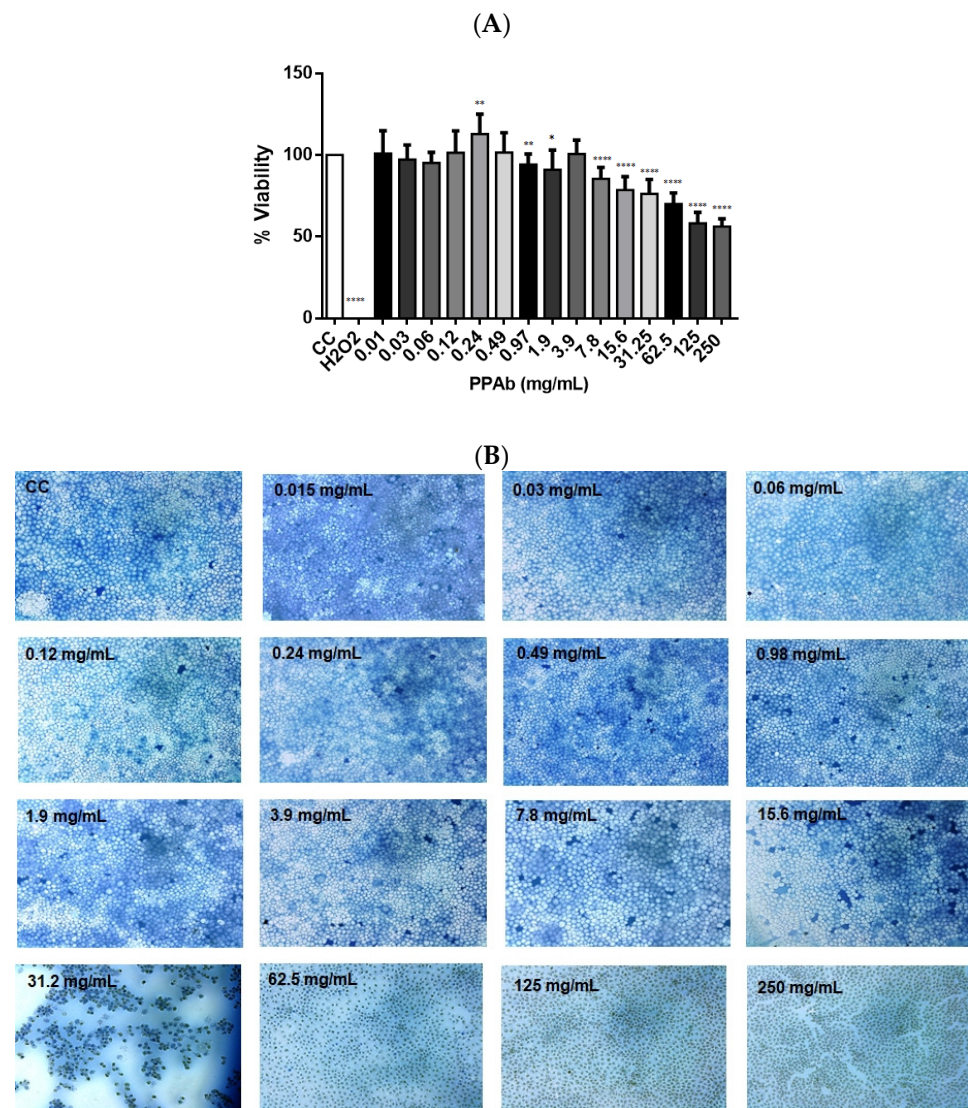 (A)
150
100
50
0
% Viability
**
**
*
****
****
****
****
****
****
****
CC
H2O2
0.01
0.03
0.06
0.12
0.24
0.49
0.97
1.9
3.9
7.8
15.6
31.25
62.5
125
250
PPAb (mg/mL)
(B)
CC
0.015 mg/mL
0.03 mg/mL
0.06 mg/mL
0.12 mg/mL
0.24 mg/mL
0.49 mg/mL
0.98 mg/mL
1.9 mg/mL
3.9 mg/mL
7.8 mg/mL
15.6 mg/mL
31.2 mg/mL
62.5 mg/mL
125 mg/mL
250 mg/mL